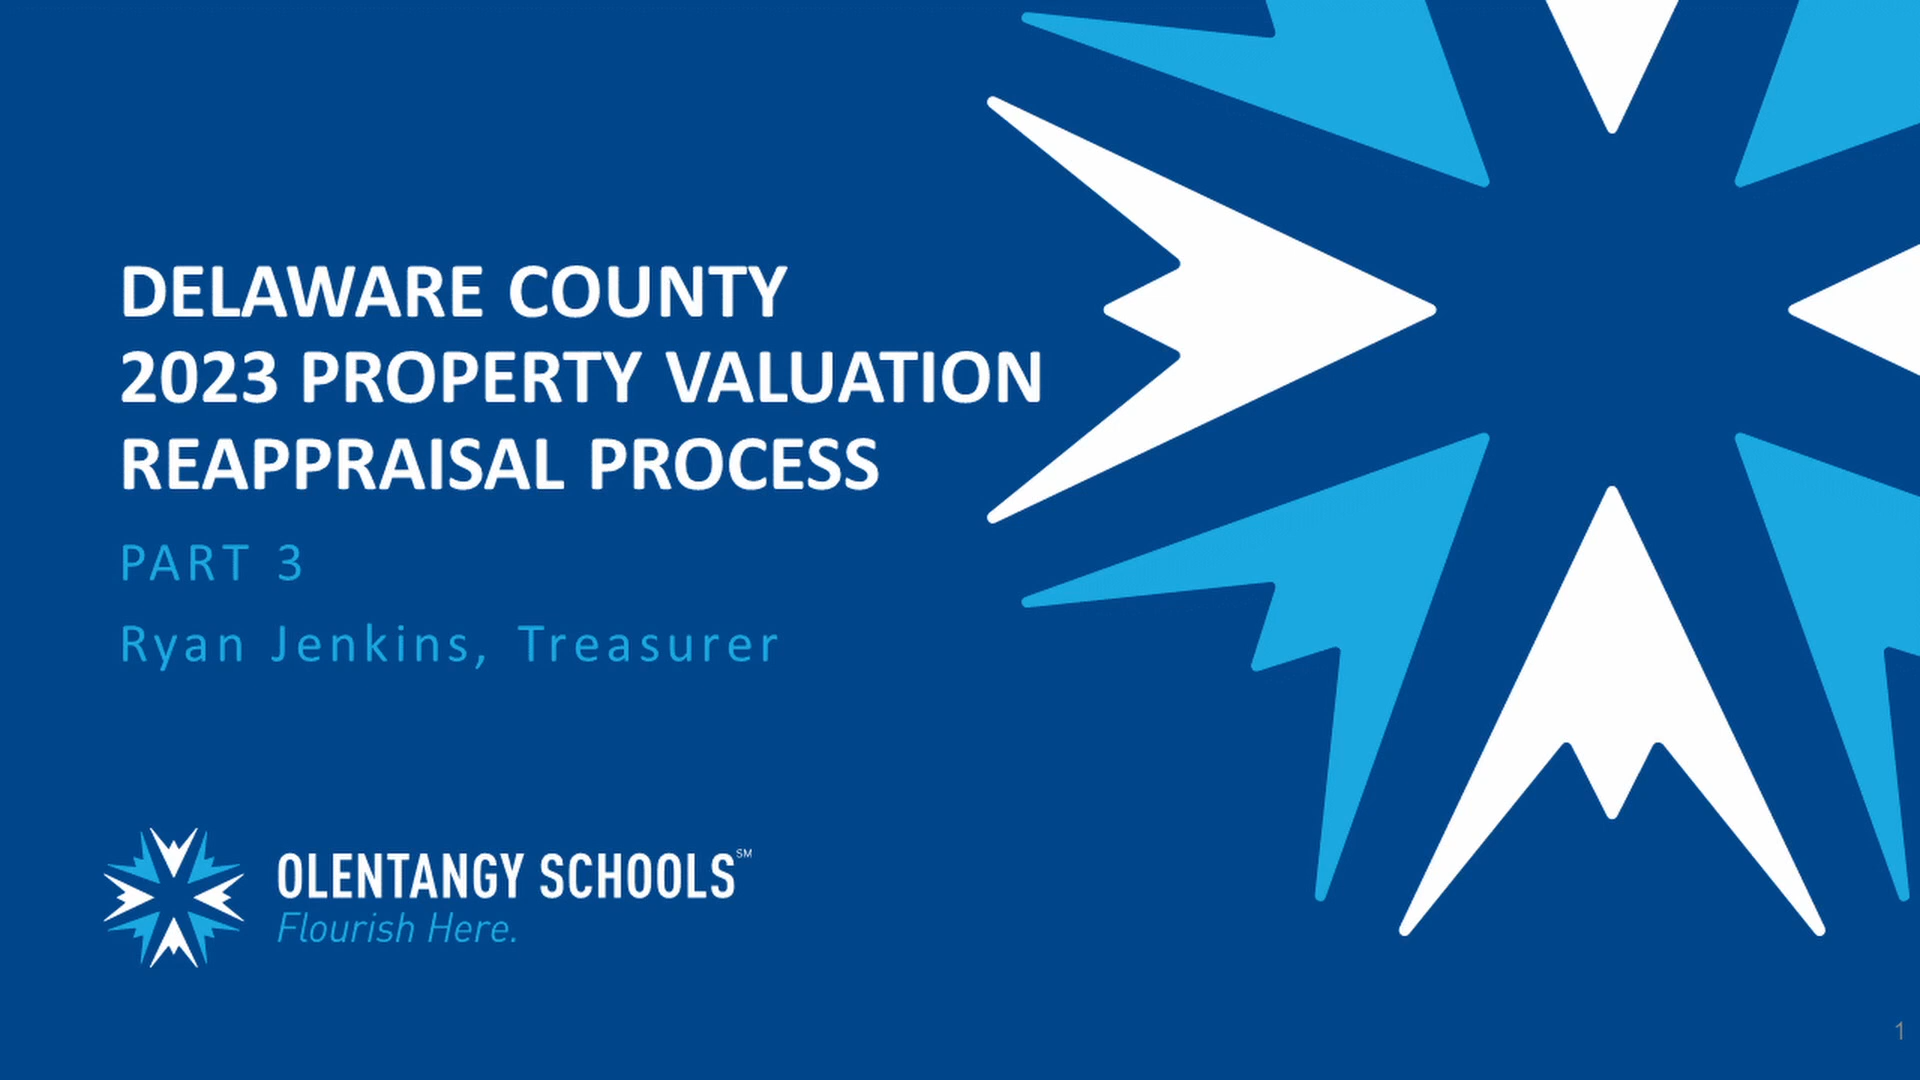 DELAWARE COUNTY
2023 PROPERTY VALUATION
REAPPRAISAL PROCESS
PART 3
Ryan Jenkins, Treasurer
OLENTANGY SCHOOLS℠
Flourish Here.
1